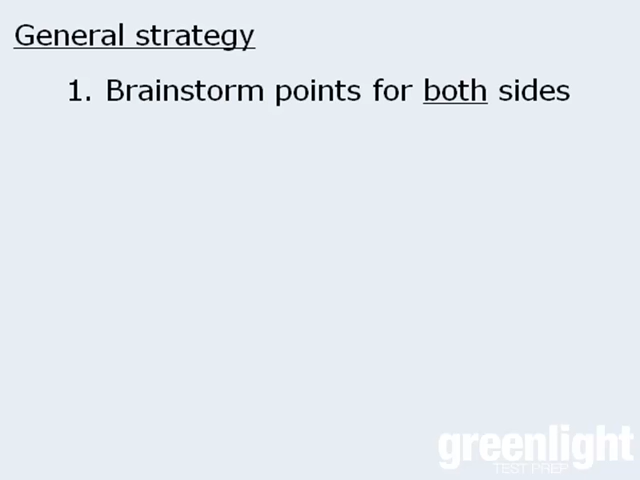 General strategy
1. Brainstorm points for both sides
greenlight
TEST PREP